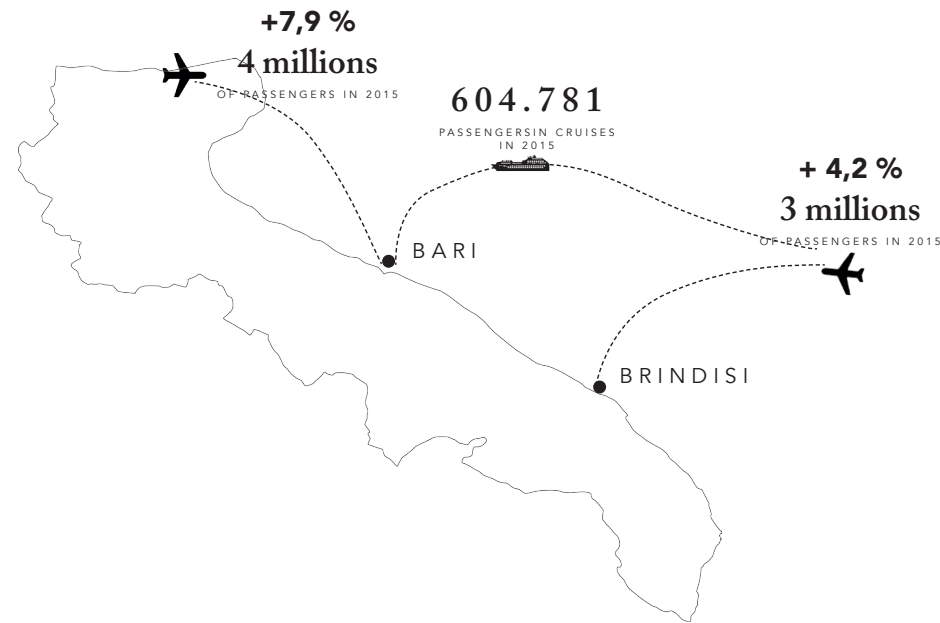 +7,9 %
4 millions
OF PASSENGERS IN 2015
604.781
PASSENGERSIN CRUISES
IN 2015
+ 4,2 %
3 millions
OF PASSENGERS IN 2015
BARI
BRINDISI